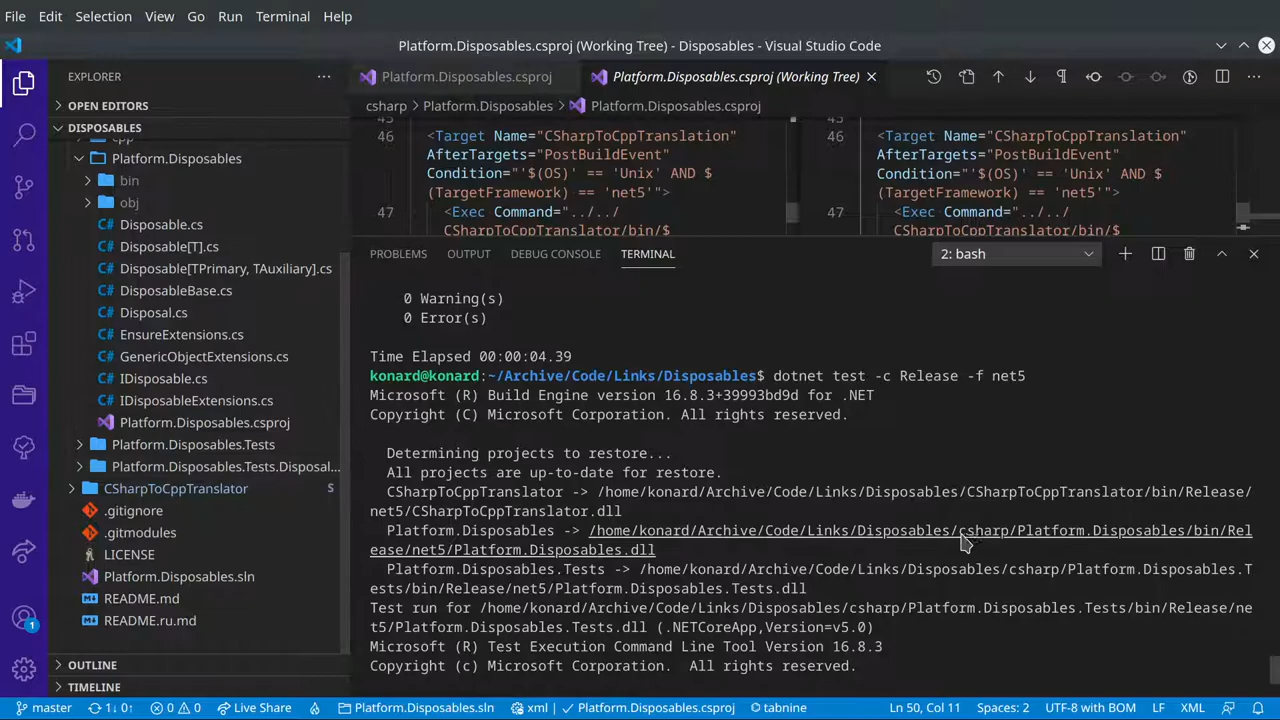 File Edit Selection View Go Run Terminal Help
Platform.Disposables.csproj (Working Tree) - Disposables - Visual Studio Code
EXPLORER
OPEN EDITORS
DISPOSABLES
cpp
Platform.Disposables
bin
obj
Disposable.cs
Disposable[T].cs
Disposable[TPrimary, TAuxiliary].cs
DisposableBase.cs
Disposal.cs
EnsureExtensions.cs
GenericObjectExtensions.cs
IDisposable.cs
IDisposableExtensions.cs
Platform.Disposables.csproj
Platform.Disposables.Tests
Platform.Disposables.Tests.Disposal...
CSharpToCppTranslator S
.gitignore
.gitmodules
LICENSE
Platform.Disposables.sln
README.md
README.ru.md
OUTLINE
TIMELINE
1
Platform.Disposables.csproj Platform.Disposables.csproj (Working Tree)
csharp > Platform.Disposables > Platform.Disposables.csproj
45
46 <Target Name="CSharpToCppTranslation"
AfterTargets="PostBuildEvent"
Condition="'$(OS)' == 'Unix' AND $
(TargetFramework) == 'net5'">
47 <Exec Command="../../
CSharpToCppTranslator/bin/$
45
46 <Target Name="CSharpToCppTranslation"
AfterTargets="PostBuildEvent"
Condition="'$(OS)' == 'Unix' AND $
(TargetFramework) == 'net5'">
47 <Exec Command="../../
CSharpToCppTranslator/bin/$
PROBLEMS OUTPUT DEBUG CONSOLE TERMINAL 2: bash
0 Warning(s)
0 Error(s)
Time Elapsed 00:00:04.39
konard@konard:~/Archive/Code/Links/Disposables$ dotnet test -c Release -f net5
Microsoft (R) Build Engine version 16.8.3+39993bd9d for .NET
Copyright (C) Microsoft Corporation. All rights reserved.
Determining projects to restore...
All projects are up-to-date for restore.
CSharpToCppTranslator -> /home/konard/Archive/Code/Links/Disposables/CSharpToCppTranslator/bin/Release/
net5/CSharpToCppTranslator.dll
Platform.Disposables -> /home/konard/Archive/Code/Links/Disposables/csharp/Platform.Disposables/bin/Rel
ease/net5/Platform.Disposables.dll
Platform.Disposables.Tests -> /home/konard/Archive/Code/Links/Disposables/csharp/Platform.Disposables.T
ests/bin/Release/net5/Platform.Disposables.Tests.dll
Test run for /home/konard/Archive/Code/Links/Disposables/csharp/Platform.Disposables.Tests/bin/Release/ne
t5/Platform.Disposables.Tests.dll (.NETCoreApp,Version=v5.0)
Microsoft (R) Test Execution Command Line Tool Version 16.8.3
Copyright (c) Microsoft Corporation.  All rights reserved.
master 1↓ 0↑ 0 0 Live Share Platform.Disposables.sln xml Platform.Disposables.csproj tabnine Ln 50, Col 11 Spaces: 2 UTF-8 with BOM LF XML